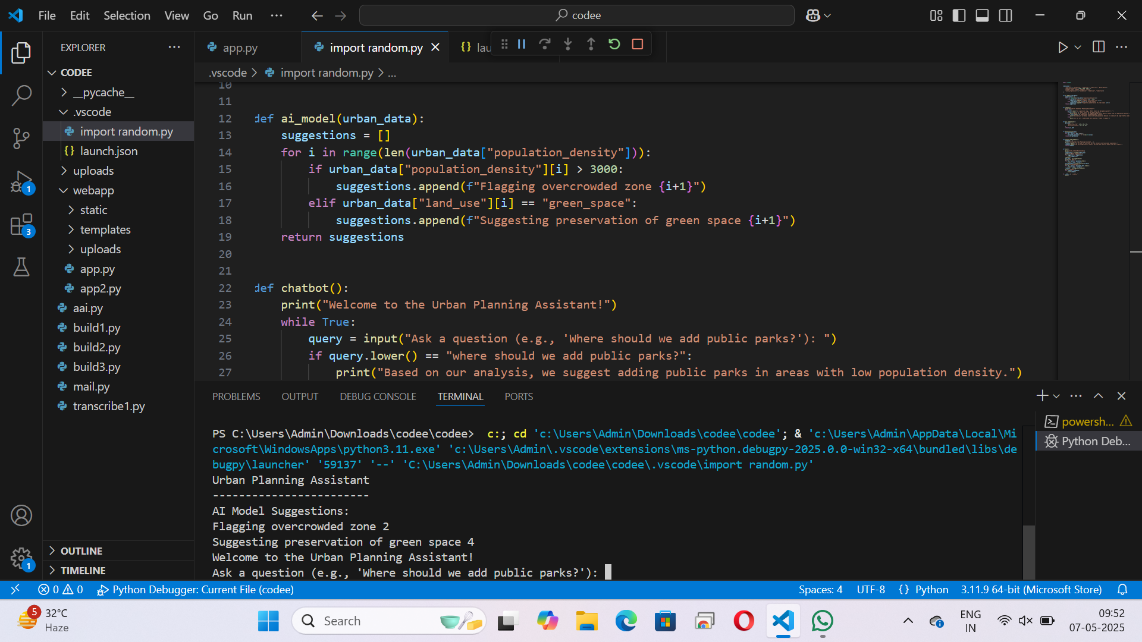 File Edit Selection View Go Run ... codee
EXPLORER ...
CODEE
__pycache__
.vscode
import random.py
launch.json
uploads
webapp
static
templates
uploads
app.py
app2.py
aai.py
build1.py
build2.py
build3.py
mail.py
transcribe1.py
OUTLINE
TIMELINE
1
3
1
app.py import random.py {} lau
.vscode > import random.py > ...
10
11
12 def ai_model(urban_data):
13 suggestions = []
14 for i in range(len(urban_data["population_density"])):
15 if urban_data["population_density"][i] > 3000:
16 suggestions.append(f"Flagging overcrowded zone {i+1}")
17 elif urban_data["land_use"][i] == "green_space":
18 suggestions.append(f"Suggesting preservation of green space {i+1}")
19 return suggestions
20
21
22 def chatbot():
23 print("Welcome to the Urban Planning Assistant!")
24 while True:
25 query = input("Ask a question (e.g., 'Where should we add public parks?'): ")
26 if query.lower() == "where should we add public parks?":
27 print("Based on our analysis, we suggest adding public parks in areas with low population density.")
PROBLEMS OUTPUT DEBUG CONSOLE TERMINAL PORTS
powersh...
Python Deb...
PS C:\Users\Admin\Downloads\codee\codee> c:; cd 'c:\Users\Admin\Downloads\codee\codee'; & 'c:\Users\Admin\AppData\Local\Mi
crosoft\WindowsApps\python3.11.exe' 'c:\Users\Admin\.vscode\extensions\ms-python.debugpy-2025.0.0-win32-x64\bundled\libs\de
bugpy\launcher' '59137' '--' 'C:\Users\Admin\Downloads\codee\codee\.vscode\import random.py'
Urban Planning Assistant
-------------------------
AI Model Suggestions:
Flagging overcrowded zone 2
Suggesting preservation of green space 4
Welcome to the Urban Planning Assistant!
Ask a question (e.g., 'Where should we add public parks?'):
0 0 Python Debugger: Current File (codee) Spaces: 4 UTF-8 {} Python 3.11.9 64-bit (Microsoft Store)
5 32°C
Haze
Search
ENG
IN
09:52
07-05-2025